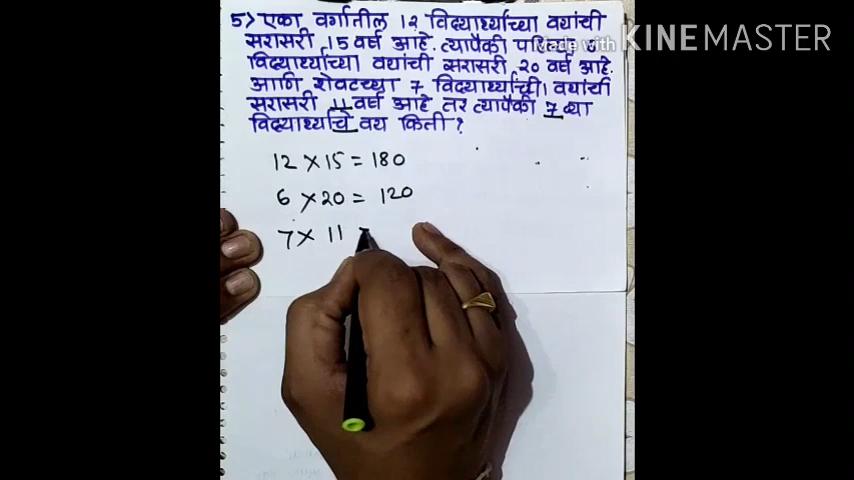 5) एका वर्गातील 12 विद्यार्थ्यांच्या वयांची
सरासरी 15 वर्ष आहे. त्यापैकी पहिल्या
विद्यार्थ्यांच्या वयांची सरासरी 20 वर्ष आहे.
आणि शेवटच्या 7 विद्यार्थ्यांची वयांची
सरासरी 11 वर्ष आहे तर त्यापैकी 7 व्या
विद्यार्थ्याचे वय किती?
Made with KINEMASTER
12 × 15 = 180
6 × 20 = 120
7 × 11